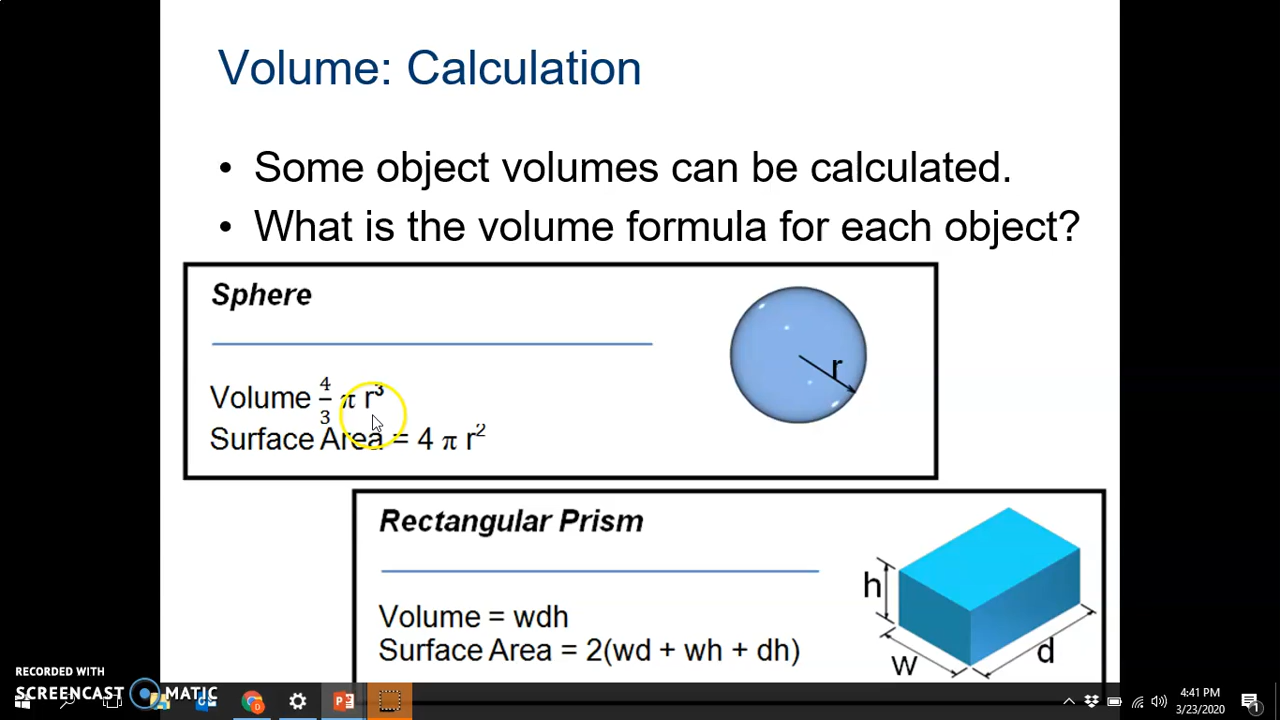 Volume: Calculation
• Some object volumes can be calculated.
• What is the volume formula for each object?
Sphere
r
Volume 4/3 π r³
Surface Area = 4 π r²
Rectangular Prism
h
Volume = wdh
Surface Area = 2(wd + wh + dh)
w
d
RECORDED WITH
SCREENCAST MATIC
4:41 PM
3/23/2020
1